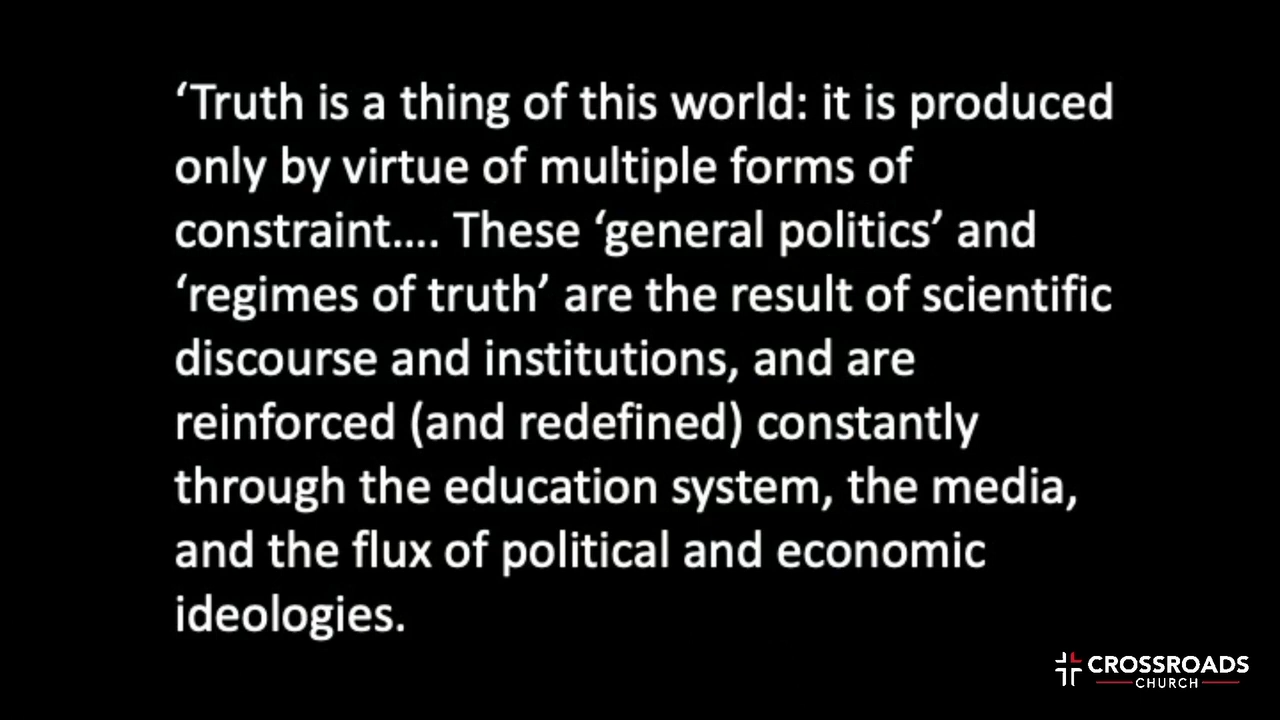 ‘Truth is a thing of this world: it is produced
only by virtue of multiple forms of
constraint…. These ‘general politics’ and
‘regimes of truth’ are the result of scientific
discourse and institutions, and are
reinforced (and redefined) constantly
through the education system, the media,
and the flux of political and economic
ideologies.
CROSSROADS
CHURCH